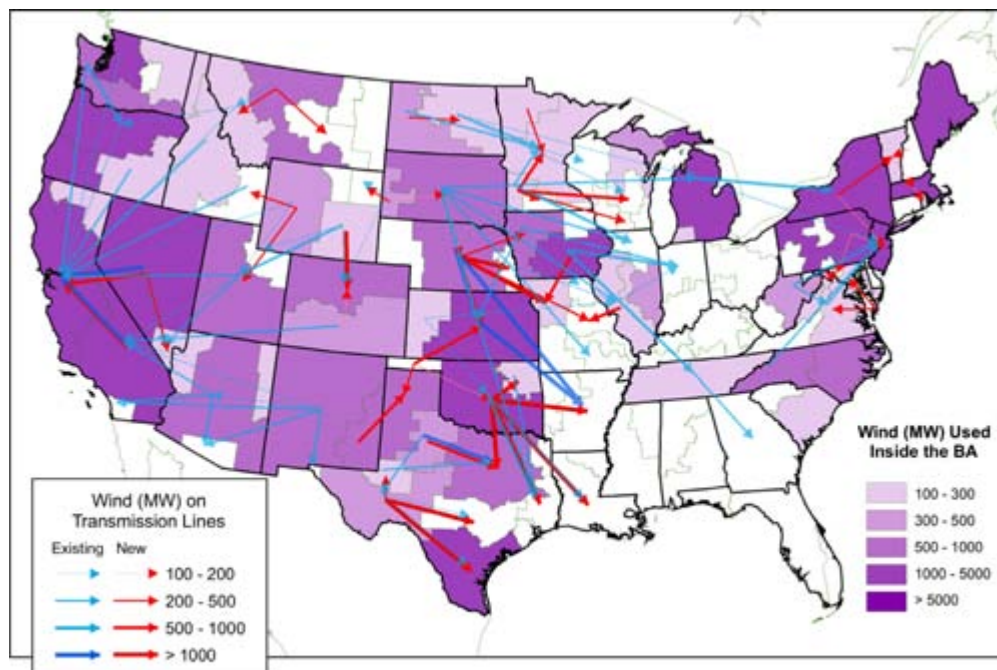 Wind (MW) on
Transmission Lines
Existing New
100 - 200
200 - 500
500 - 1000
> 1000
Wind (MW) Used
Inside the BA
100 - 300
300 - 500
500 - 1000
1000 - 5000
> 5000